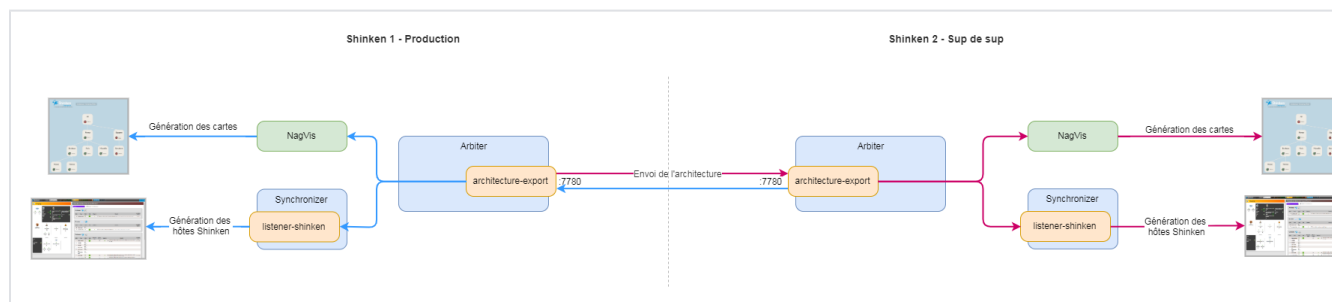 Shinken 1 - Production
Shinken 2 - Sup de sup
Génération des cartes
NagVis
Arbiter
architecture-export
:7780
Envoi de l'architecture
:7780
Arbiter
architecture-export
NagVis
Génération des cartes
Génération des
hôtes Shinken
Synchronizer
listener-shinken
Synchronizer
listener-shinken
Génération des
hôtes Shinken